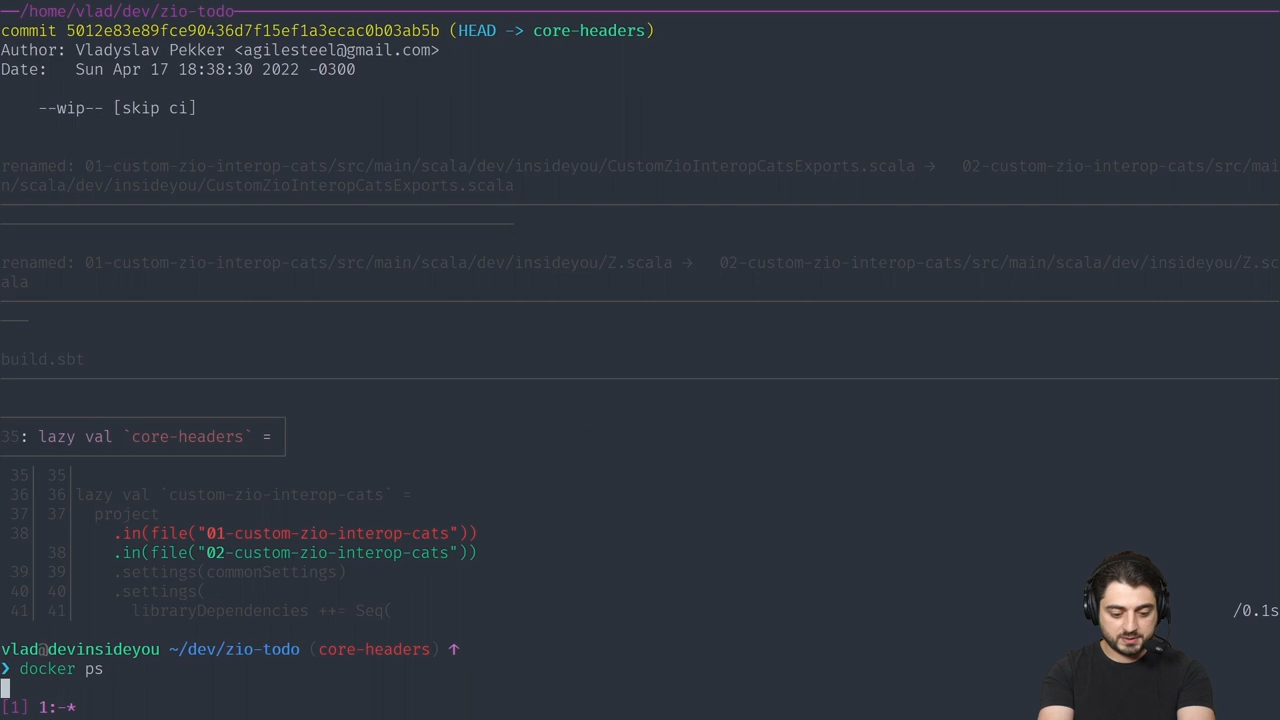 /home/vlad/dev/zio-todo
commit 5012e83e89fce90436d7f15ef1a3ecac0b03ab5b (HEAD -> core-headers)
Author: Vladyslav Pekker <agilesteel@gmail.com>
Date:   Sun Apr 17 18:38:30 2022 -0300
--wip-- [skip ci]
renamed: 01-custom-zio-interop-cats/src/main/scala/dev/insideyou/CustomZioInteropCatsExports.scala → 02-custom-zio-interop-cats/src/mai
n/scala/dev/insideyou/CustomZioInteropCatsExports.scala
renamed: 01-custom-zio-interop-cats/src/main/scala/dev/insideyou/Z.scala → 02-custom-zio-interop-cats/src/main/scala/dev/insideyou/Z.sc
ala
build.sbt
35: lazy val `core-headers` =
35 35
36 36 lazy val `custom-zio-interop-cats` =
37 37 project
38 .in(file("01-custom-zio-interop-cats"))
38 .in(file("02-custom-zio-interop-cats"))
39 39 .settings(commonSettings)
40 40 .settings(
41 41 libraryDependencies ++= Seq(
/0.1s
vlad@devinsideyou ~/dev/zio-todo (core-headers) ↑
❯ docker ps
[1] 1:-*